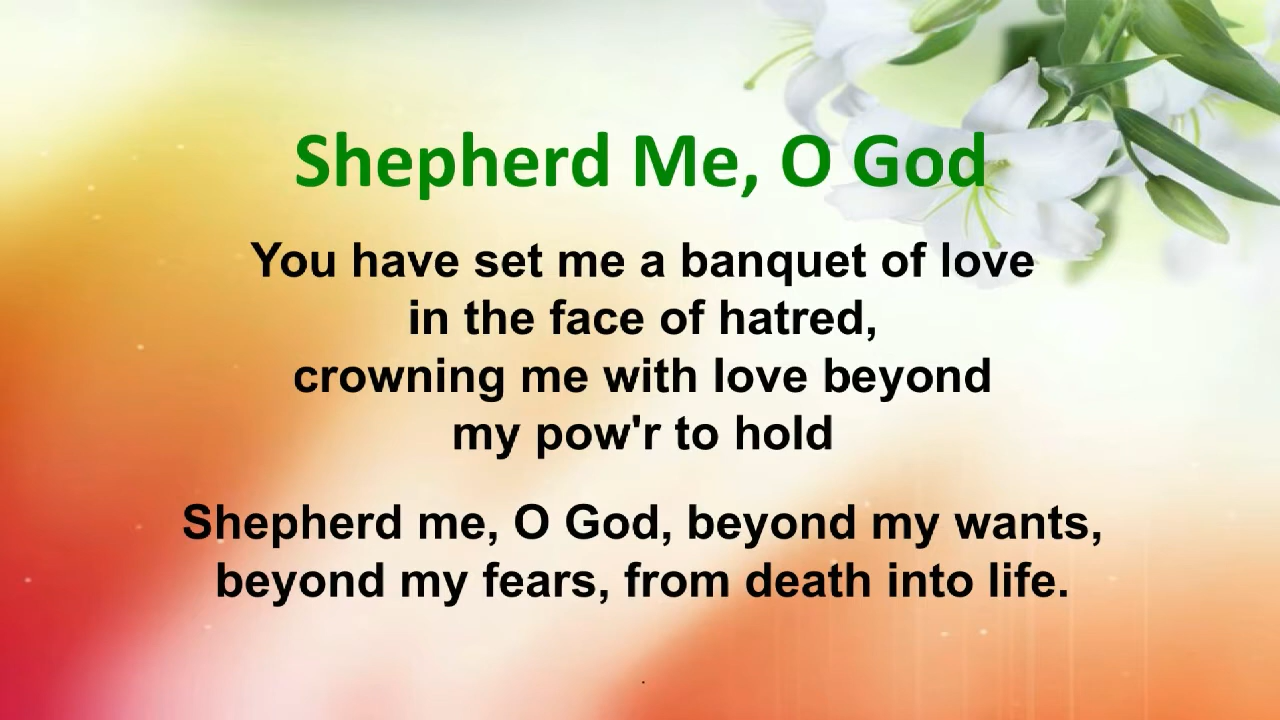 Shepherd Me, O God
You have set me a banquet of love
in the face of hatred,
crowning me with love beyond
my pow'r to hold
Shepherd me, O God, beyond my wants,
beyond my fears, from death into life.
.